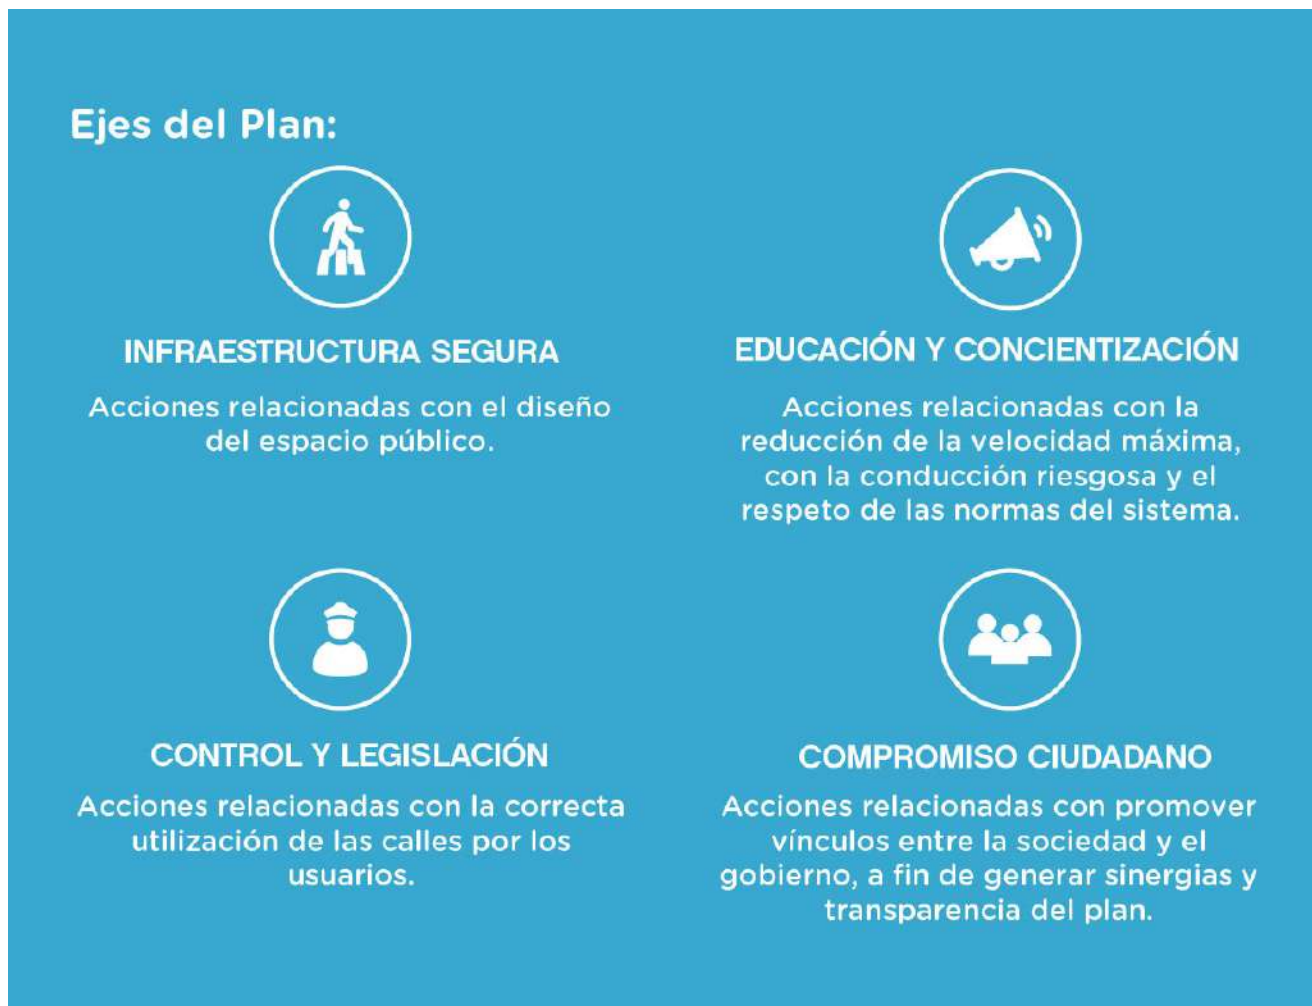 Ejes del Plan:
INFRAESTRUCTURA SEGURA
Acciones relacionadas con el diseño
del espacio público.
EDUCACIÓN Y CONCIENTIZACIÓN
Acciones relacionadas con la
reducción de la velocidad máxima,
con la conducción riesgosa y el
respeto de las normas del sistema.
CONTROL Y LEGISLACIÓN
Acciones relacionadas con la correcta
utilización de las calles por los
usuarios.
COMPROMISO CIUDADANO
Acciones relacionadas con promover
vínculos entre la sociedad y el
gobierno, a fin de generar sinergias y
transparencia del plan.